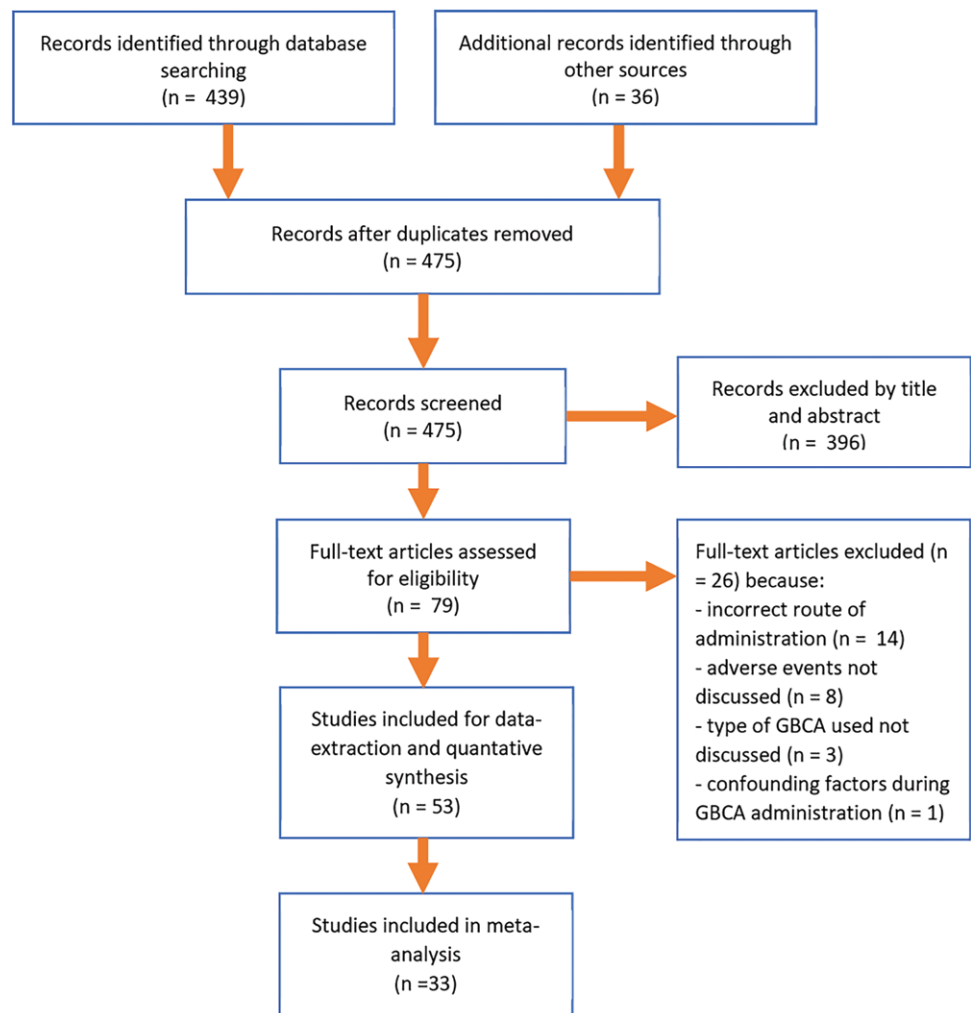 Records identified through database
searching
(n = 439)
Additional records identified through
other sources
(n = 36)
Records after duplicates removed
(n = 475)
Records screened
(n = 475)
Records excluded by title
and abstract
(n = 396)
Full-text articles assessed
for eligibility
(n = 79)
Full-text articles excluded (n
= 26) because:
- incorrect route of
administration (n = 14)
- adverse events not
discussed (n = 8)
- type of GBCA used not
discussed (n = 3)
- confounding factors during
GBCA administration (n = 1)
Studies included for data-
extraction and quantative
synthesis
(n = 53)
Studies included in meta-
analysis
(n =33)